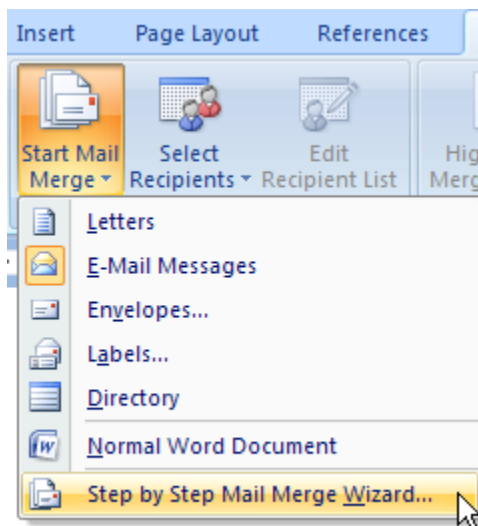 Insert Page Layout References
Start Mail Select Edit
Merge Recipients Recipient List
Letters
E-Mail Messages
Envelopes...
Labels...
Directory
Normal Word Document
Step by Step Mail Merge Wizard...